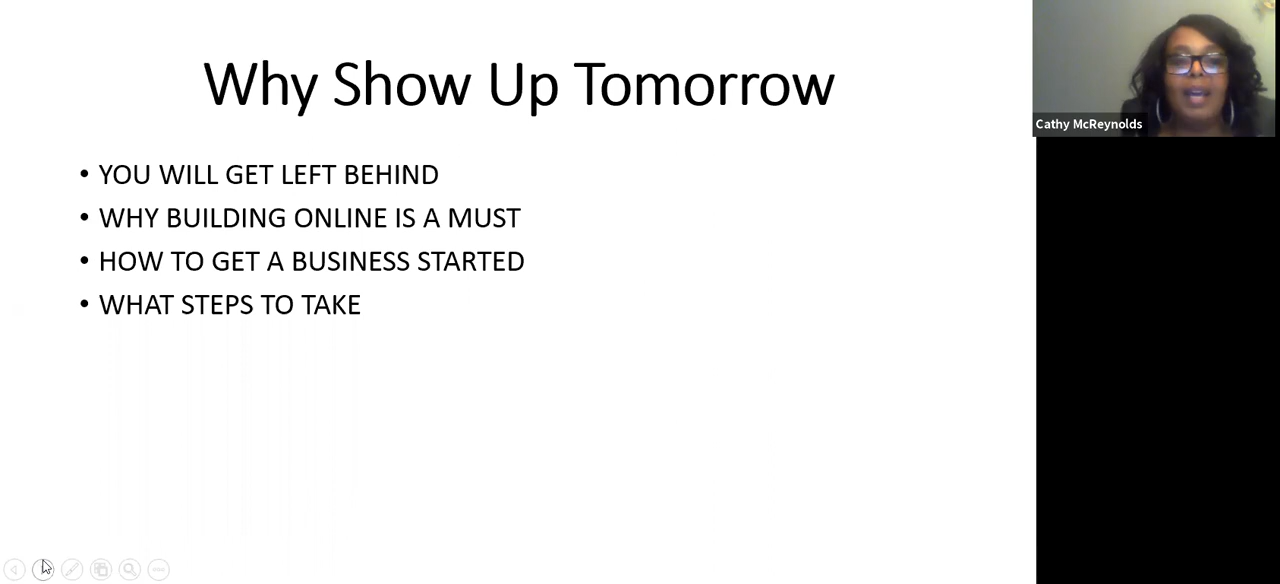 Why Show Up Tomorrow
• YOU WILL GET LEFT BEHIND
• WHY BUILDING ONLINE IS A MUST
• HOW TO GET A BUSINESS STARTED
• WHAT STEPS TO TAKE
Cathy McReynolds